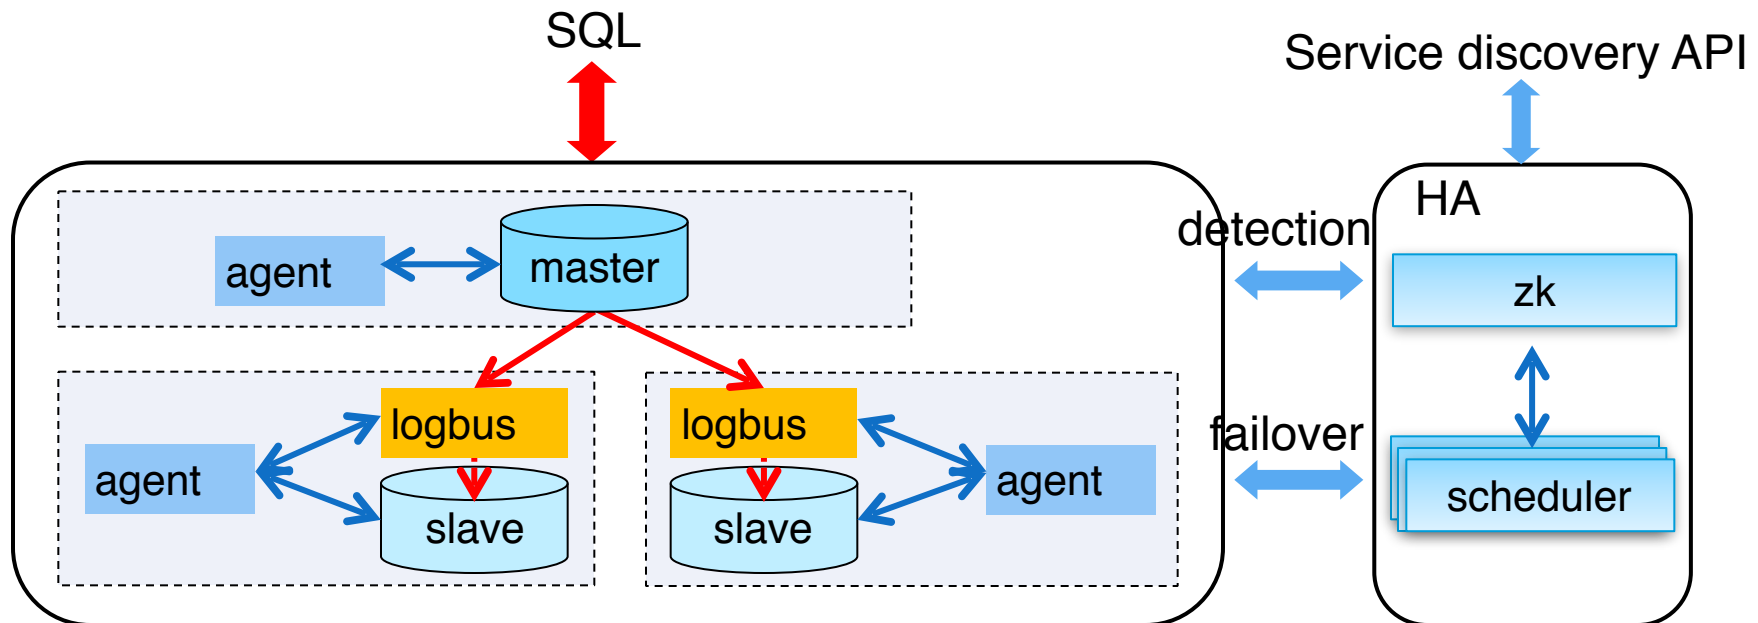 SQL
Service discovery API
HA
detection
agent
master
zk
logbus
logbus
failover
agent
agent
scheduler
slave
slave